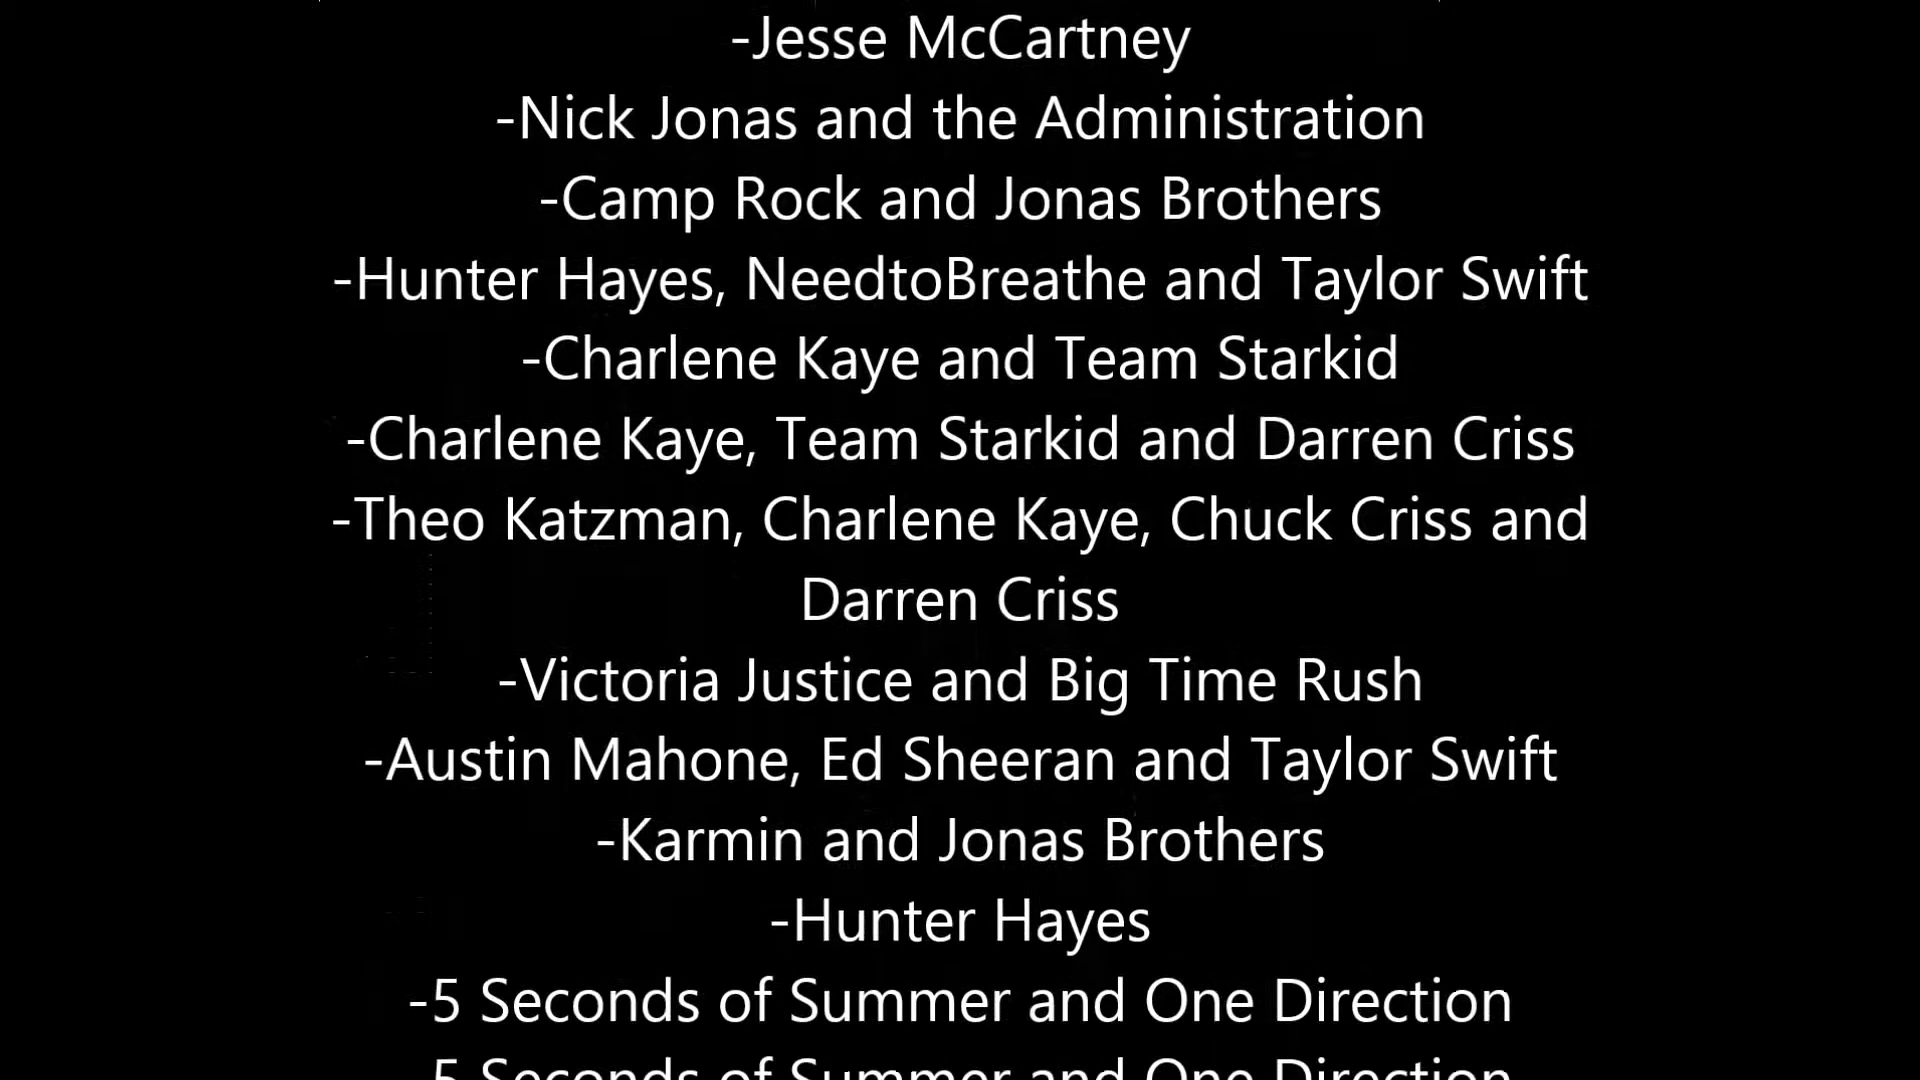 -Jesse McCartney
-Nick Jonas and the Administration
-Camp Rock and Jonas Brothers
-Hunter Hayes, NeedtoBreathe and Taylor Swift
-Charlene Kaye and Team Starkid
-Charlene Kaye, Team Starkid and Darren Criss
-Theo Katzman, Charlene Kaye, Chuck Criss and
Darren Criss
-Victoria Justice and Big Time Rush
-Austin Mahone, Ed Sheeran and Taylor Swift
-Karmin and Jonas Brothers
-Hunter Hayes
-5 Seconds of Summer and One Direction
5 Seconds of Summer and One Direction